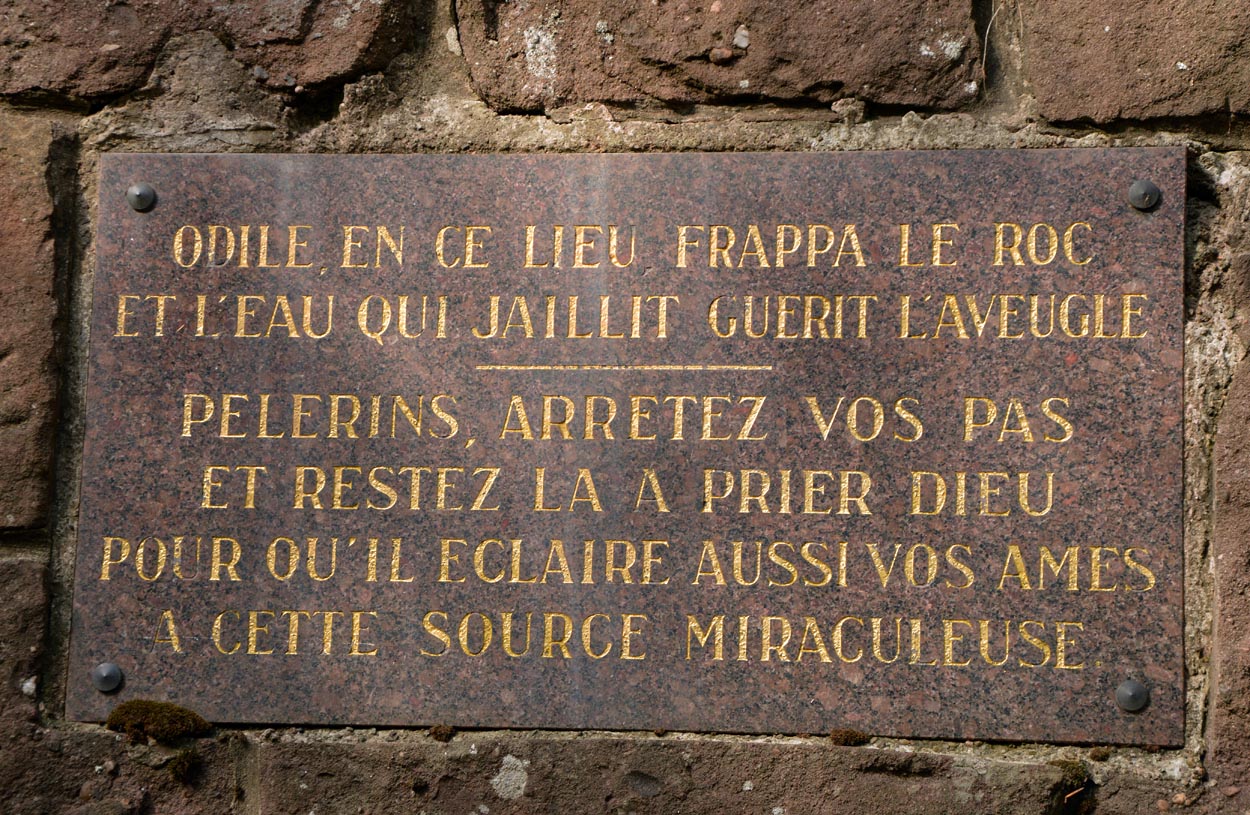 ODILE, EN CE LIEU, FRAPPA LE ROC
ET L'EAU QUI JAILLIT GUERIT L'AVEUGLE
PELERINS, ARRETEZ VOS PAS
ET RESTEZ LA A PRIER DIEU
POUR QU'IL ECLAIRE AUSSI VOS AMES
A CETTE SOURCE MIRACULEUSE.